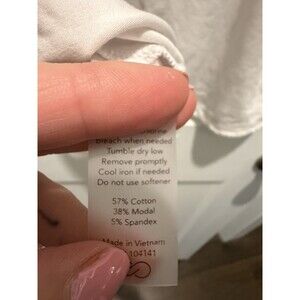 Bleach when needed
Tumble dry low
Remove promptly
Cool iron if needed
Do not use softener
57% Cotton
38% Modal
5% Spandex
Made in Vietnam
104141